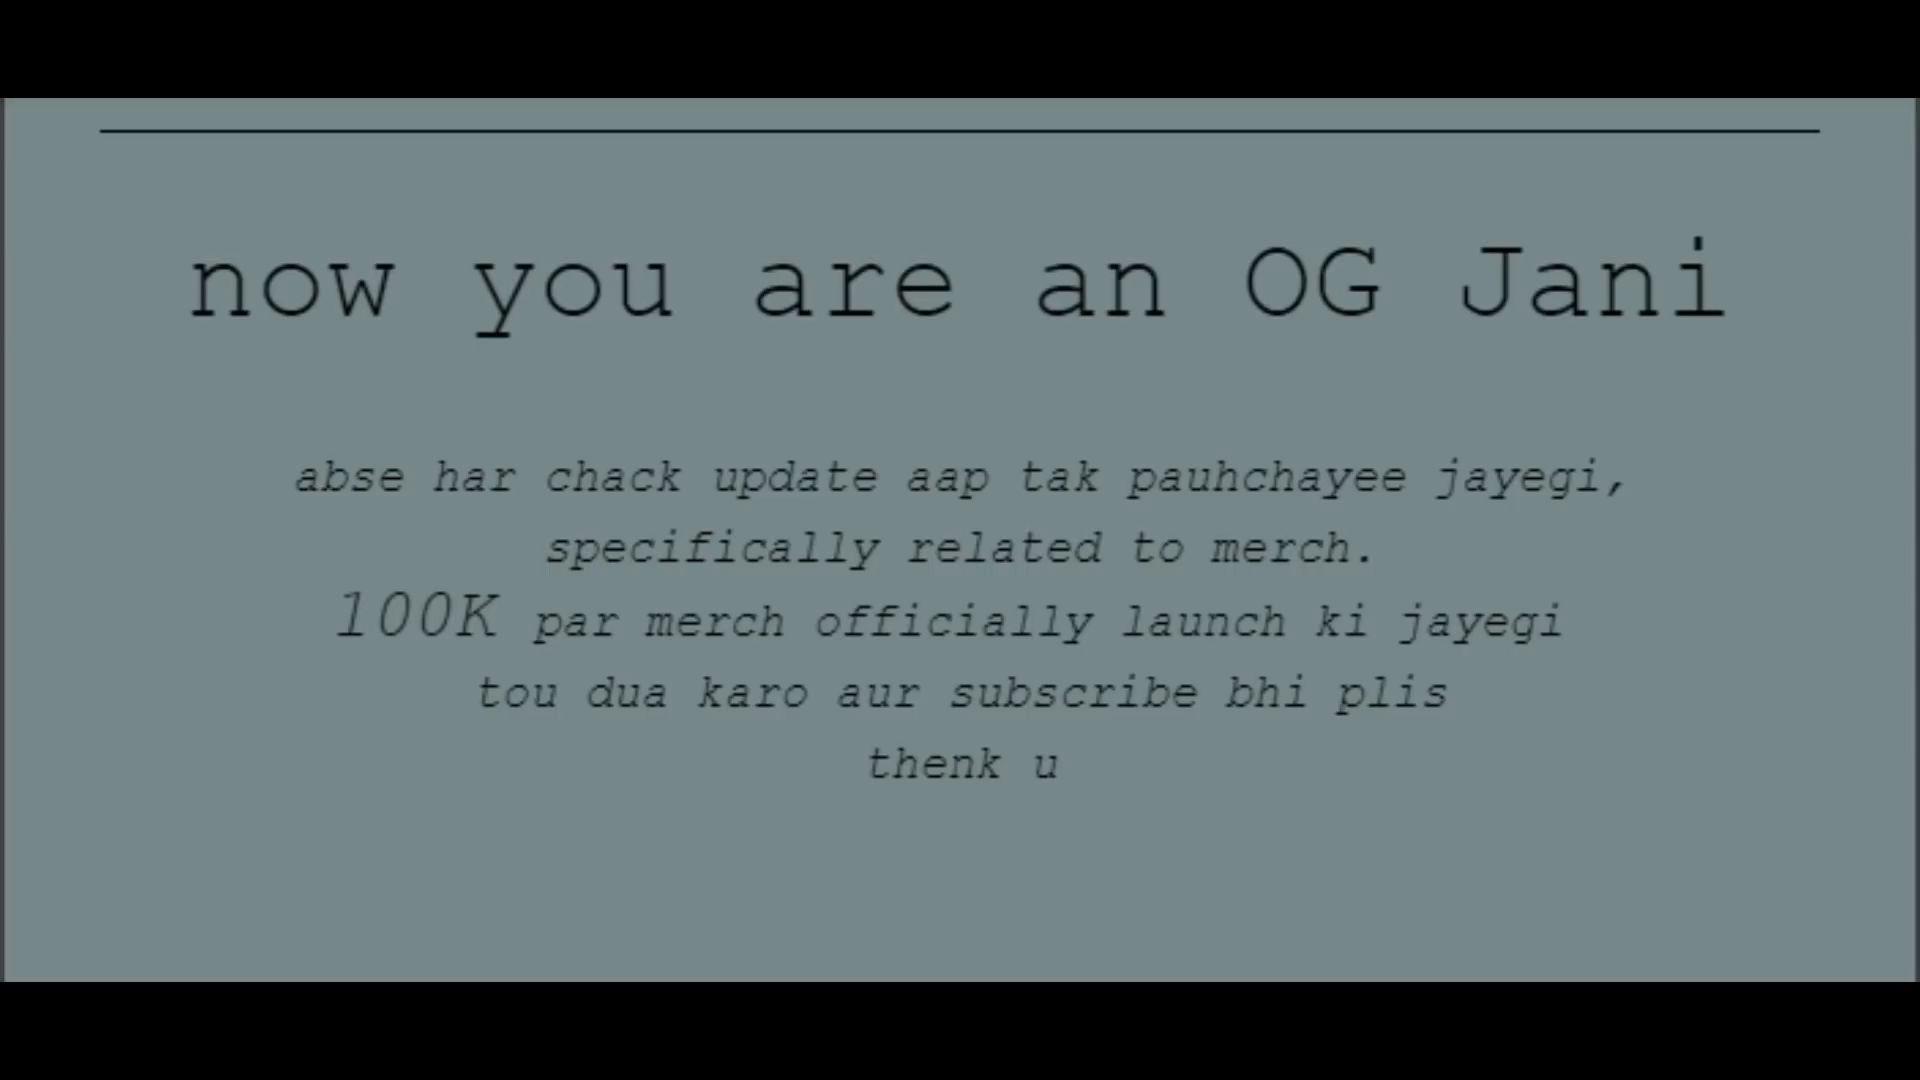 now you are an OG Jani
abse har chack update aap tak pauhchayee jayegi,
specifically related to merch.
100K par merch officially launch ki jayegi
tou dua karo aur subscribe bhi plis
thenk u